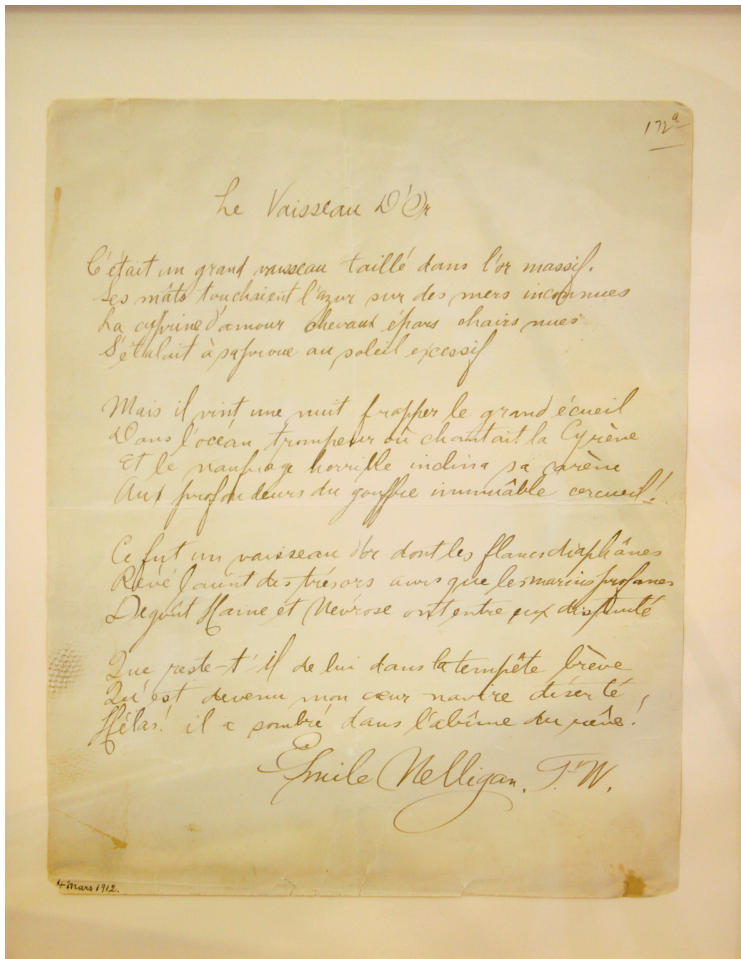 172a
Le Vaisseau D'Or
C'était un grand vaisseau taillé dans l'or massif.
Ses mâts touchaient l'azur sur des mers inconnues
La cyprine d'amour chevaux épars chairs nues
S'étalait à sa proue au soleil excessif
Mais il vint une nuit frapper le grand écueil
Dans l'océan trompeur où chantait la Cyrène
Et le naufrage horrible inclina sa carène
Aux profondeurs du gouffre immuable cercueil!
Ce fut un vaisseau d'or dont les flancs diaphânes
des trésors que les marins profanes
Dégoût Haine et Névrose ont entre eux disputé
Que reste-t'il de lui dans la tempête brève
Qu'est devenu mon cœur navire déserté
Hélas! il a sombré dans l'abîme du rêve!
Emile Nelligan.
4 Mars 1912.